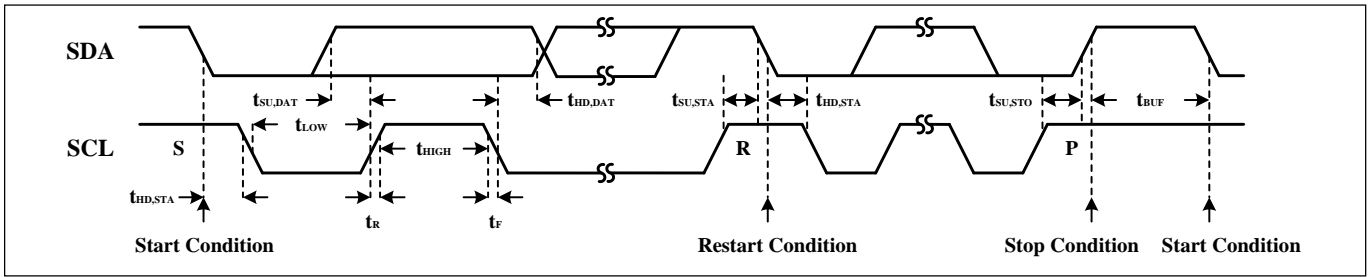 SDA
tSU,DAT
tHD,DAT
tSU,STA
tHD,STA
tSU,STO
tBUF
tLOW
SCL
S
tHIGH
R
P
tHD,STA
tR
tF
Start Condition
Restart Condition
Stop Condition
Start Condition